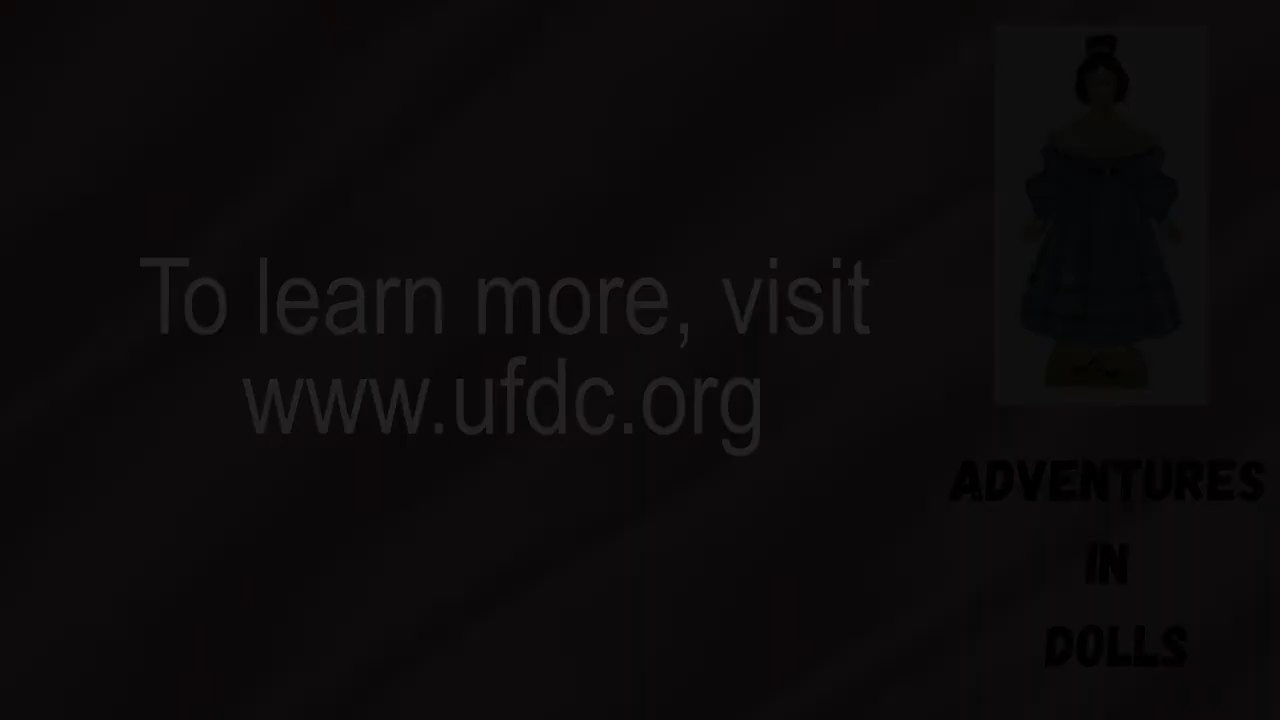 To learn more, visit
www.ufdc.org
ADVENTURES
IN
DOLLS